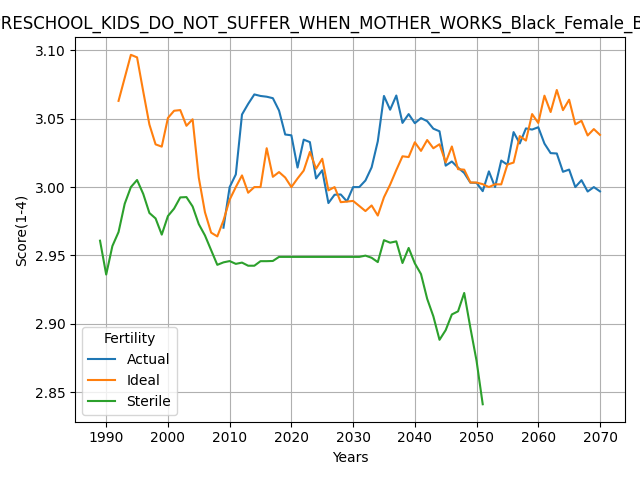 RESCHOOL_KIDS_DO_NOT_SUFFER_WHEN_MOTHER_WORKS_Black_Female_B
3.10
3.05
3.00
2.95
2.90
2.85
Score(1-4)
Fertility
Actual
Ideal
Sterile
1990 2000 2010 2020 2030 2040 2050 2060 2070
Years